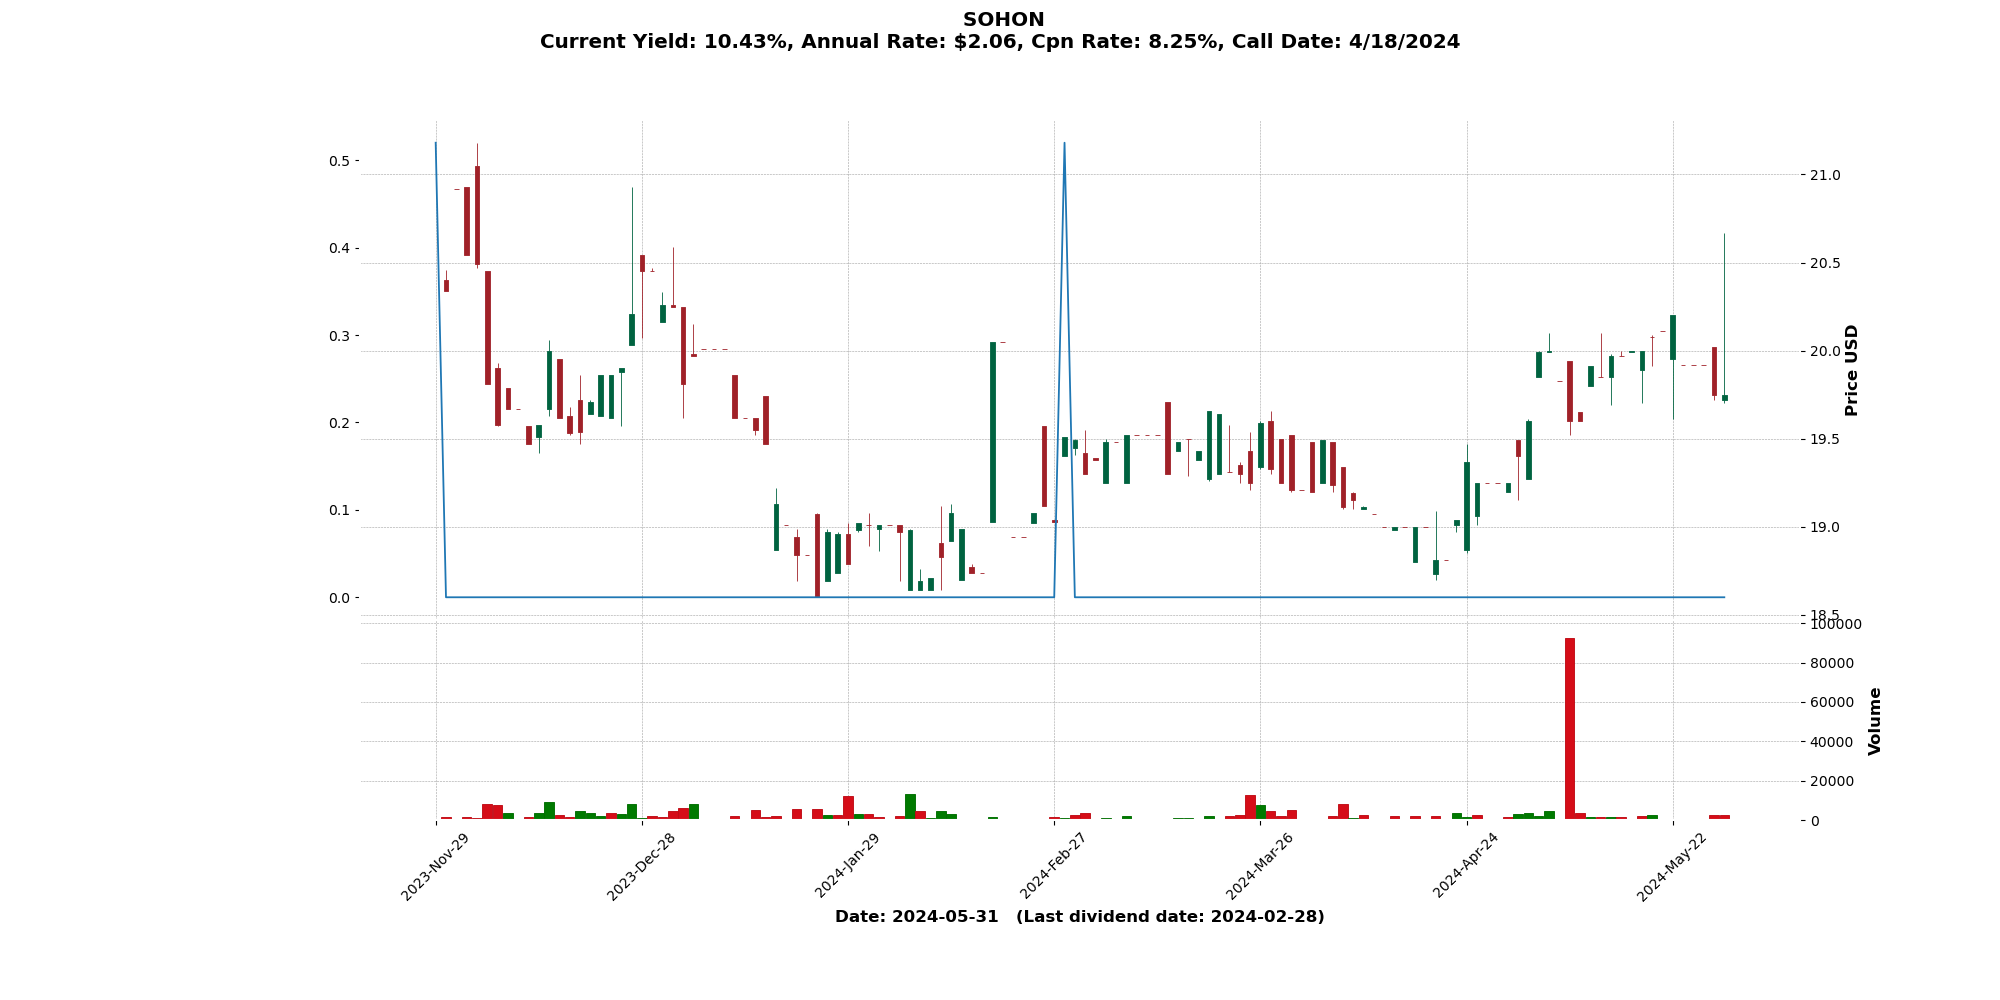 SOHON
Current Yield: 10.43%, Annual Rate: $2.06, Cpn Rate: 8.25%, Call Date: 4/18/2024
0.5
0.4
0.3
0.2
0.1
0.0
21.0
20.5
20.0
19.5
19.0
18.5
Price USD
100000
80000
60000
40000
20000
0
Volume
2023-Nov-29
2023-Dec-28
2024-Jan-29
2024-Feb-27
2024-Mar-26
2024-Apr-24
2024-May-22
Date: 2024-05-31 (Last dividend date: 2024-02-28)